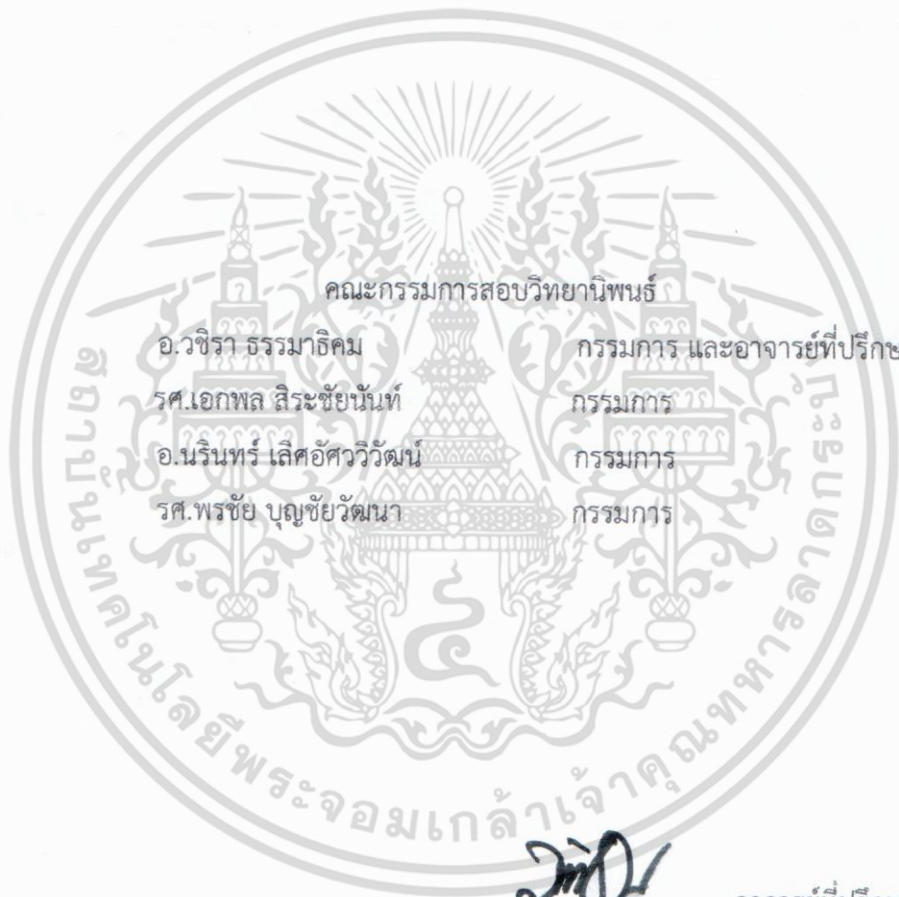 คณะกรรมการสอบวิทยานิพนธ์
อ.วชิรา ธรรมาธิคม กรรมการ และอาจารย์ที่ปรึกษ
รศ.เอกพล สิระชัยนันท์ กรรมการ
อ.นรินทร์ เลิศอัศววิวัฒน์ กรรมการ
รศ.พรชัย บุญชัยวัฒนา กรรมการ
สถาบันเทคโนโลยีพระจอมเกล้าเจ้าคุณทหารลาดกระบัง
๔